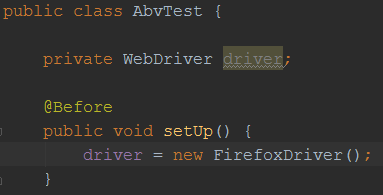 public class AbvTest {
private WebDriver driver;
@Before
public void setUp() {
driver = new FirefoxDriver();
}